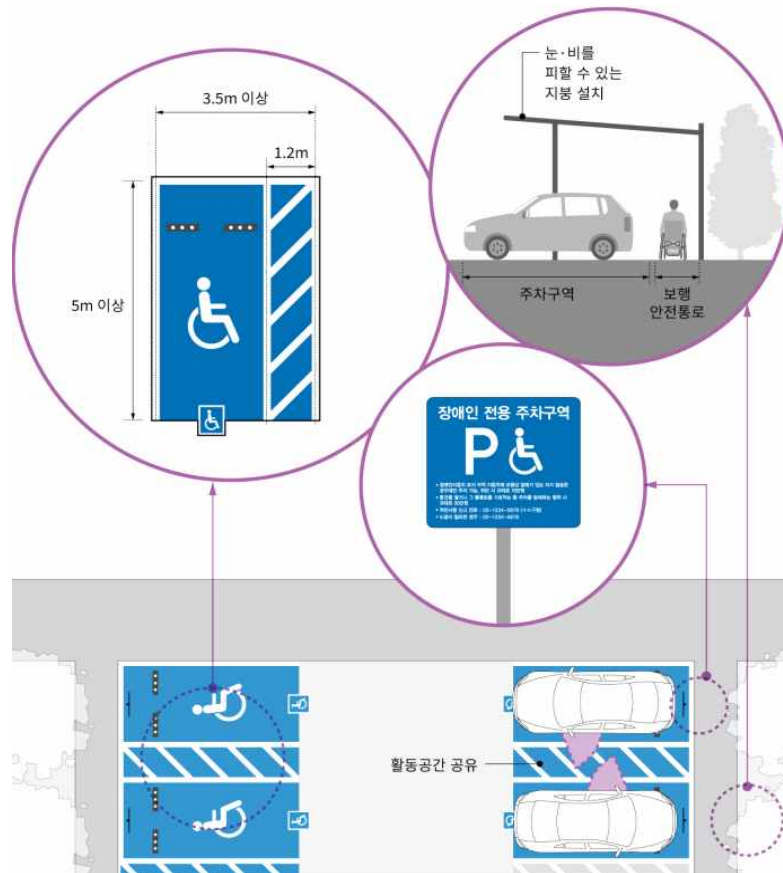 3.5m 이상
1.2m
5m 이상
눈·비를
피할 수 있는
지붕 설치
주차구역
보행
안전통로
장애인 전용 주차구역
P
활동공간 공유